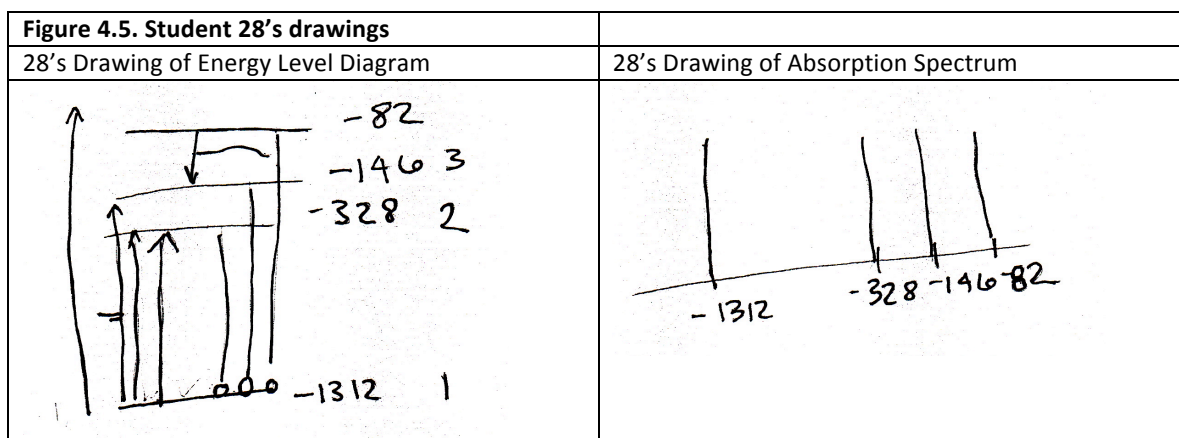 Figure 4.5. Student 28's drawings
28's Drawing of Energy Level Diagram
28's Drawing of Absorption Spectrum
-82
-146 3
-328 2
-1312 1
-1312 -328 -146 -82